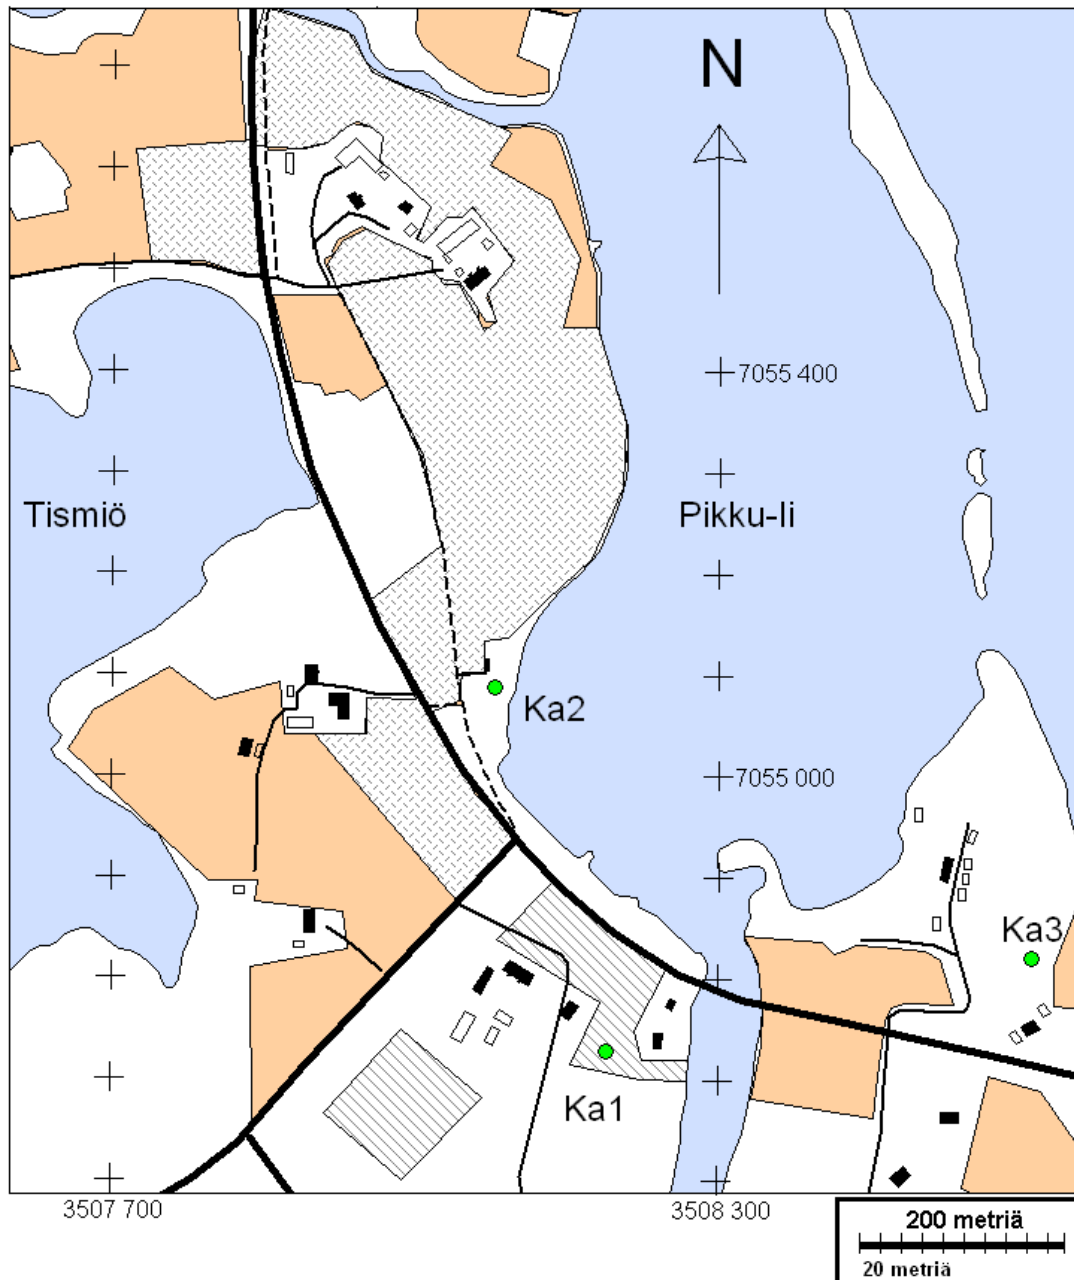 N
7055 400
Tismiö
Pikku-Ii
Ka2
7055 000
Ka3
Ka1
3507 700
3508 300
200 metriä
20 metriä